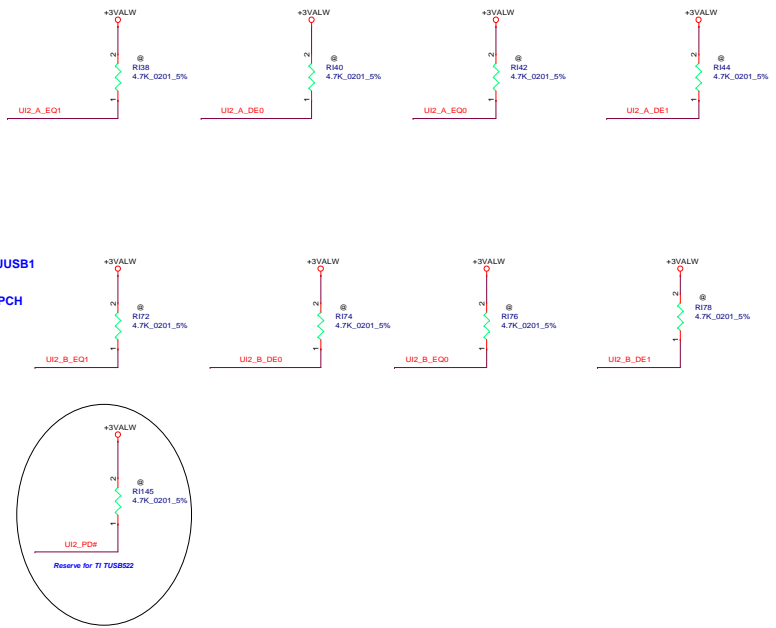 +3VALW
+3VALW
+3VALW
+3VALW
2
@
RI38
4.7K_0201_5%
1
UI2_A_EQ1
2
@
RI40
4.7K_0201_5%
1
UI2_A_DE0
2
@
RI42
4.7K_0201_5%
1
UI2_A_EQ0
2
@
RI44
4.7K_0201_5%
1
UI2_A_DE1
JUSB1
PCH
+3VALW
+3VALW
+3VALW
+3VALW
2
@
RI72
4.7K_0201_5%
1
UI2_B_EQ1
2
@
RI74
4.7K_0201_5%
1
UI2_B_DE0
2
@
RI76
4.7K_0201_5%
1
UI2_B_EQ0
2
@
RI78
4.7K_0201_5%
1
UI2_B_DE1
+3VALW
2
@
RI145
4.7K_0201_5%
1
UI2_PD#
Reserve for TI TUSB522